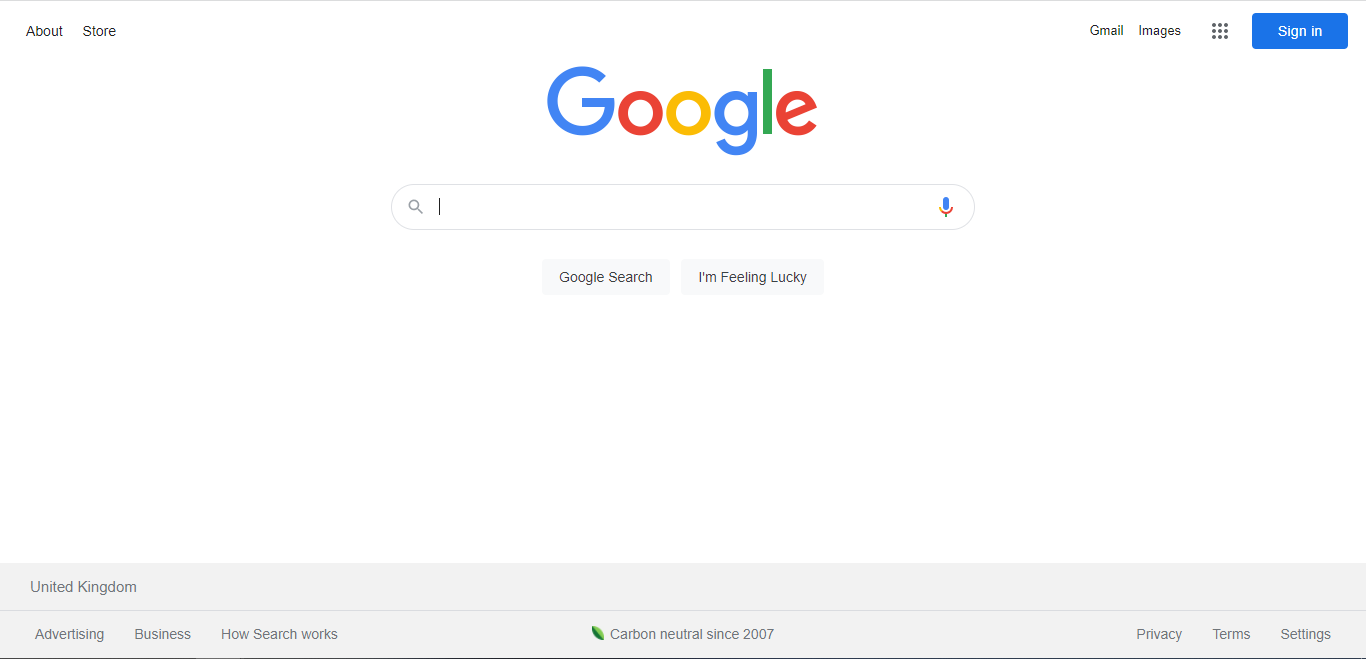 About Store Gmail Images Sign in
Google
Google Search I'm Feeling Lucky
United Kingdom
Advertising Business How Search works Carbon neutral since 2007 Privacy Terms Settings